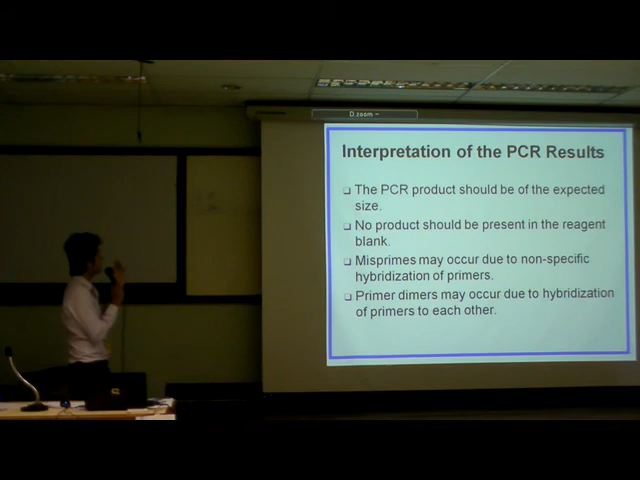 D.zoom
Interpretation of the PCR Results
❑ The PCR product should be of the expected
size.
❑ No product should be present in the reagent
blank.
❑ Misprimes may occur due to non-specific
hybridization of primers.
❑ Primer dimers may occur due to hybridization
of primers to each other.